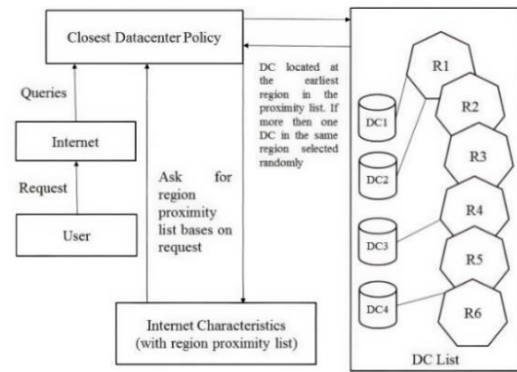 Closest Datacenter Policy
Queries
Internet
Request
User
Ask for
region
proximity
list bases on
request
Internet Characteristics
(with region proximity list)
DC located at
the earliest
region in the
proximity list. If
more then one
DC in the same
region selected
randomly
R1
R2
R3
R4
R5
R6
DC1
DC2
DC3
DC4
DC List